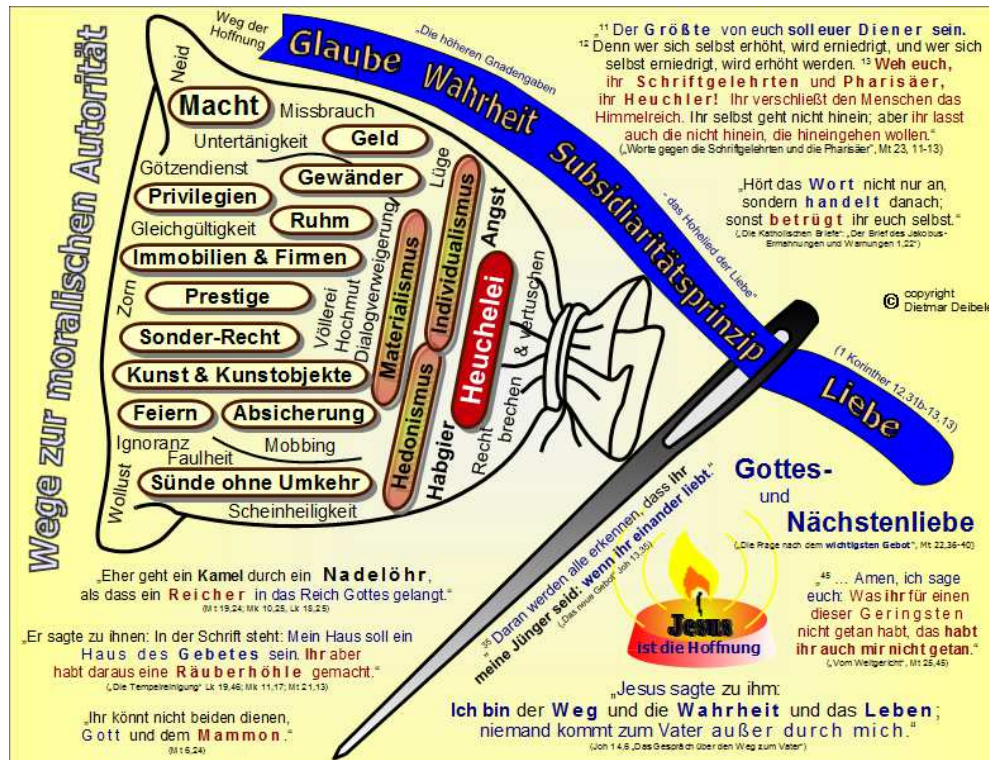 Wege zur moralischen Autorität
Weg der
Hoffnung
Glaube Wahrheit Subsidiaritätsprinzip Liebe
„Die höheren Gnadengaben
- das Hohelied der Liebe“
(1 Korinther 12,31b-13,13)
Neid
Macht
Missbrauch
Untertänigkeit
Geld
Lüge
Götzendienst
Gewänder
Privilegien
Ruhm
Gleichgültigkeit
Immobilien & Firmen
Zorn
Prestige
Sonder-Recht
Völlerei
Hochmut
Dialogverweigerung
Kunst & Kunstobjekte
Feiern
Absicherung
Ignoranz
Mobbing
Faulheit
Wollust
Sünde ohne Umkehr
Scheinheiligkeit
Materialismus
Individualismus
Hedonismus
Angst
Heuchelei
Habgier
Recht
brechen & vertuschen
„¹¹ Der Größte von euch soll euer Diener sein.
¹² Denn wer sich selbst erhöht, wird erniedrigt, und wer sich
selbst erniedrigt, wird erhöht werden. ¹³ Weh euch,
ihr Schriftgelehrten und Pharisäer,
ihr Heuchler! Ihr verschließt den Menschen das
Himmelreich. Ihr selbst geht nicht hinein; aber ihr lasst
auch die nicht hinein, die hineingehen wollen.“
(„Worte gegen die Schriftgelehrten und die Pharisäer“, Mt 23, 11-13)
„Hört das Wort nicht nur an,
sondern handelt danach;
sonst betrügt ihr euch selbst.“
(„Die Katholischen Briefe“: „Der Brief des Jakobus-
Ermahnungen und Warnungen 1,22“)
© copyright
Dietmar Deibele
Gottes-
und
Nächstenliebe
(„Die Frage nach dem wichtigsten Gebot“, Mt 22,36-40)
„³⁵ Daran werden alle erkennen, dass ihr
meine Jünger seid: wenn ihr einander liebt.“
(„Das neue Gebot“ Joh 13,35)
Jesus
ist die Hoffnung
„⁴⁵ ... Amen, ich sage
euch: Was ihr für einen
dieser Geringsten
nicht getan habt, das habt
ihr auch mir nicht getan.“
(„Vom Weltgericht“, Mt 25,45)
„Eher geht ein Kamel durch ein Nadelöhr,
als dass ein Reicher in das Reich Gottes gelangt.“
(Mt 19,24; Mk 10,25, Lk 18,25)
„Er sagte zu ihnen: In der Schrift steht: Mein Haus soll ein
Haus des Gebetes sein. Ihr aber
habt daraus eine Räuberhöhle gemacht.“
(„Die Tempelreinigung“ Lk 19,46; Mk 11,17; Mt 21,13)
„Ihr könnt nicht beiden dienen,
Gott und dem Mammon.“
(Mt 6,24)
„Jesus sagte zu ihm:
Ich bin der Weg und die Wahrheit und das Leben;
niemand kommt zum Vater außer durch mich.“
(Joh 14,6 „Das Gespräch über den Weg zum Vater“)